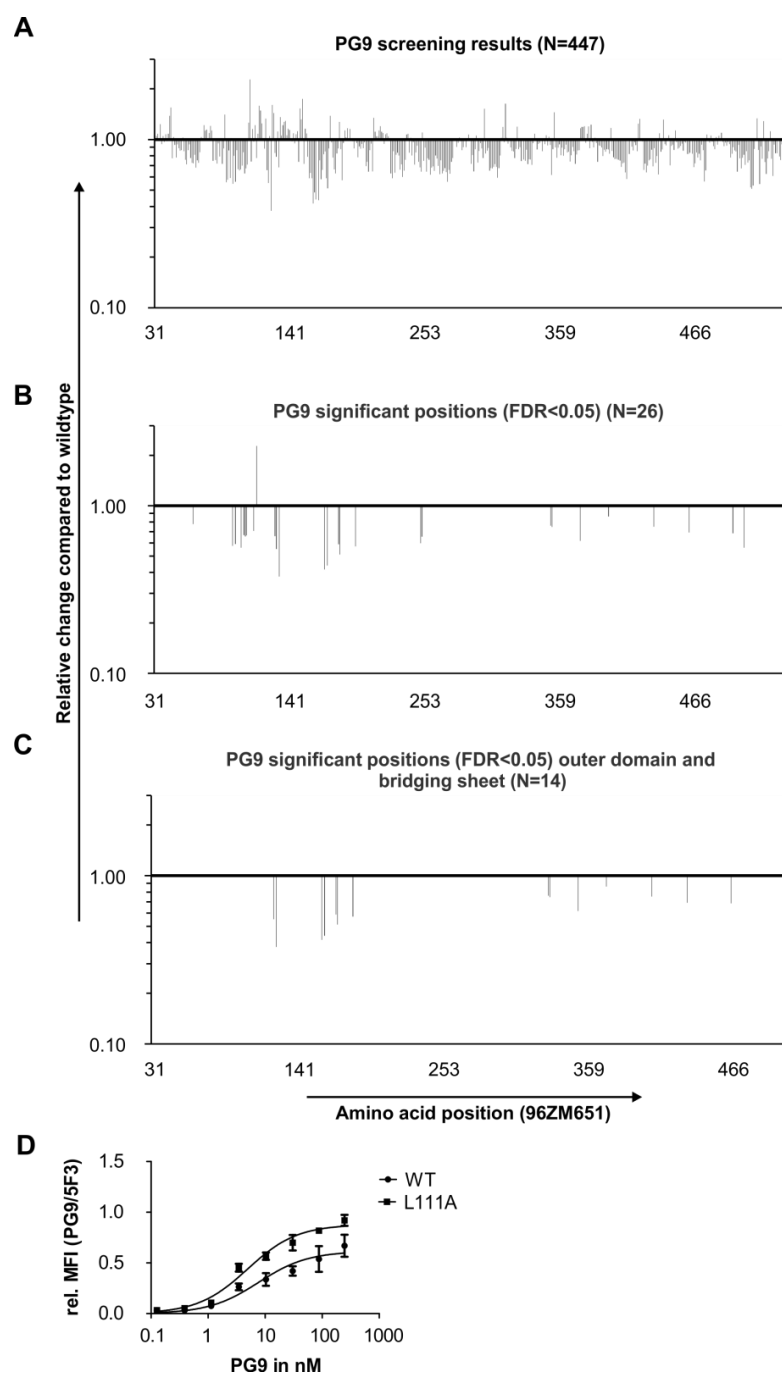 A
PG9 screening results (N=447)
1.00
0.10
31 141 253 359 466
B
PG9 significant positions (FDR<0.05) (N=26)
1.00
0.10
31 141 253 359 466
Relative change compared to wildtype
C
PG9 significant positions (FDR<0.05) outer domain and
bridging sheet (N=14)
1.00
0.10
31 141 253 359 466
Amino acid position (96ZM651)
D
1.5
1.0
0.5
0.0
rel. MFI (PG9/5F3)
WT
L111A
0.1 1 10 100 1000
PG9 in nM